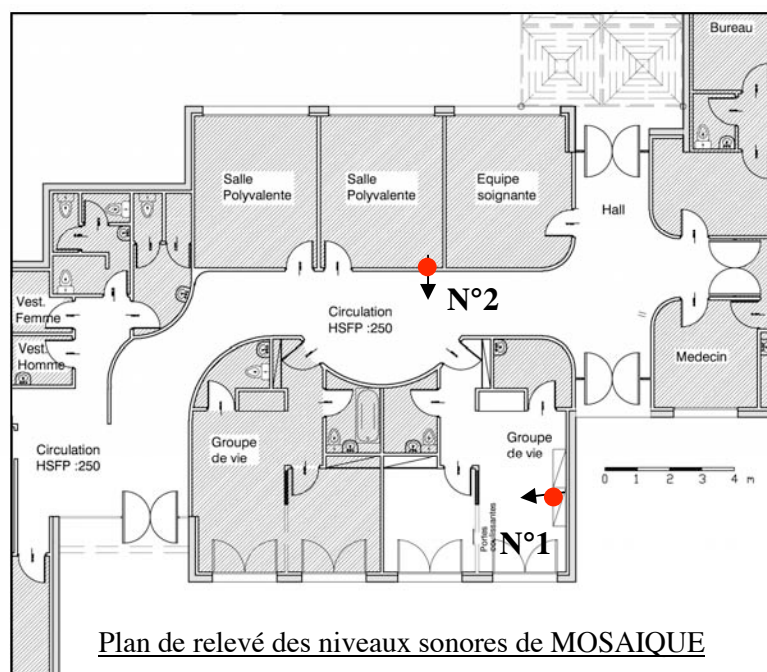 Bureau
Salle
Polyvalente
Salle
Polyvalente
Equipe
soignante
Hall
Vest.
Femme
Vest.
Homme
Circulation
HSFP :250
N°2
Medecin
Circulation
HSFP :250
Groupe
de vie
Groupe
de vie
0 1 2 3 4 m
Portes
coulissantes
N°1
Plan de relevé des niveaux sonores de MOSAIQUE